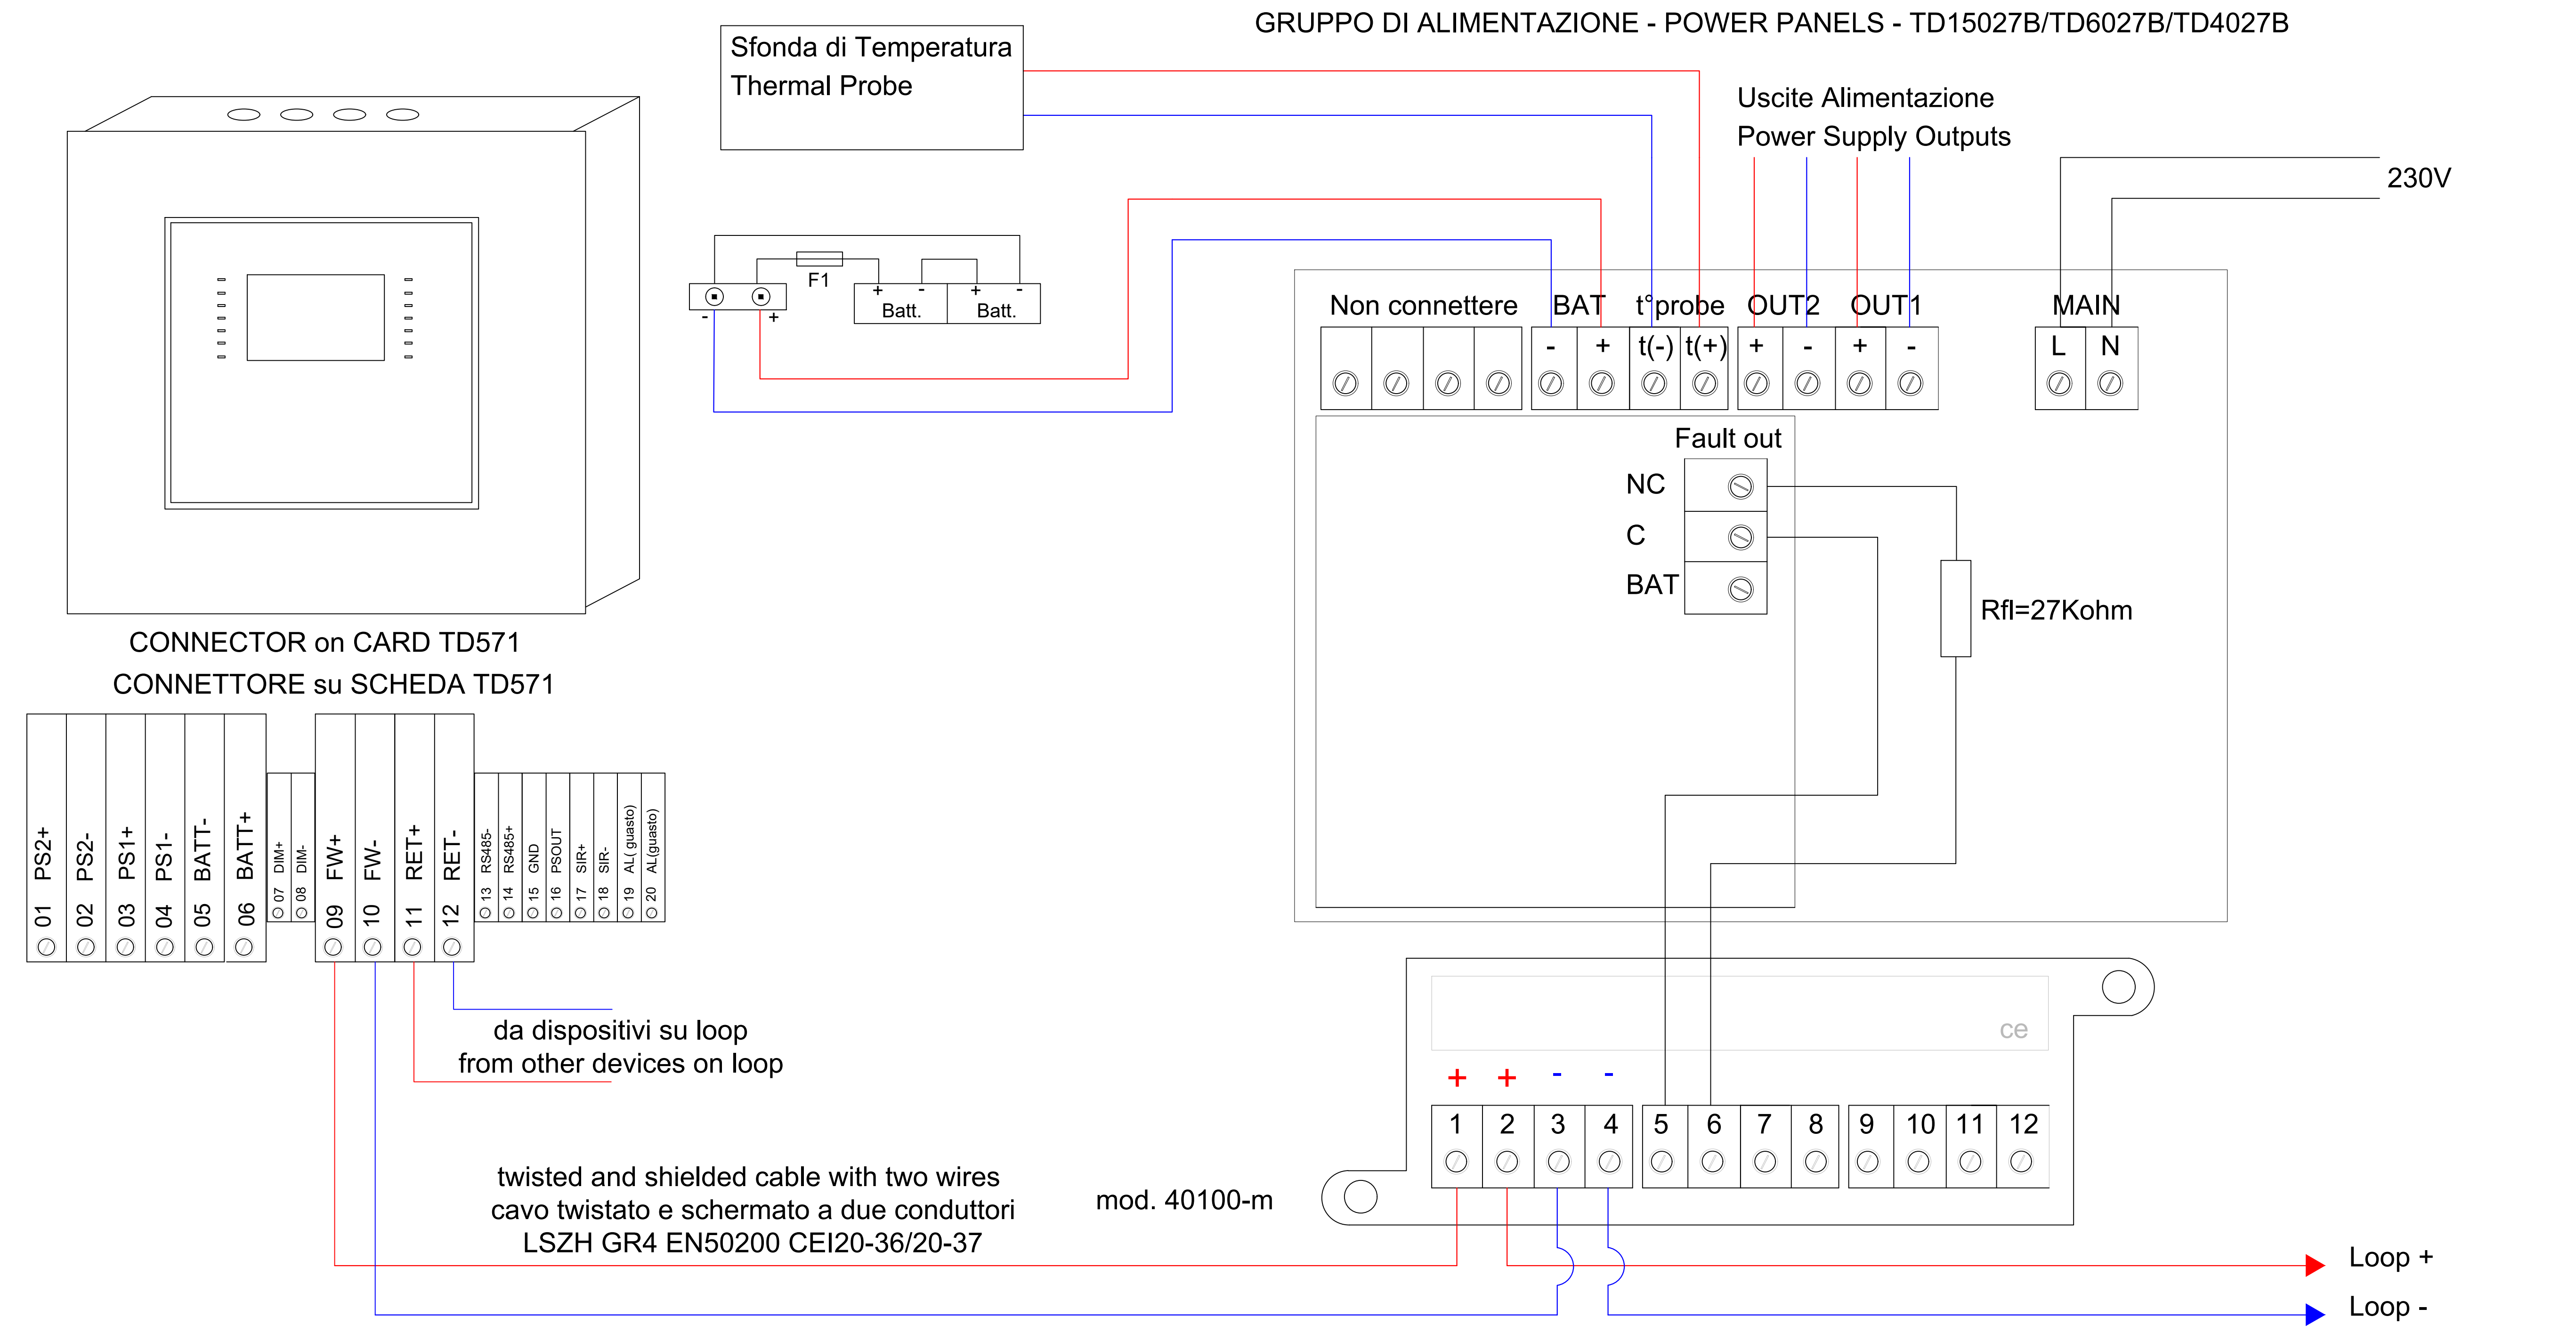 GRUPPO DI ALIMENTAZIONE - POWER PANELS - TD15027B/TD6027B/TD4027B
Sfonda di Temperatura
Thermal Probe
Uscite Alimentazione
Power Supply Outputs
230V
F1
+ - + -
Batt. Batt.
- +
Non connettere BAT t°probe OUT2 OUT1 MAIN
- + t(-) t(+) + - + - L N
Fault out
NC
C
BAT
Rfl=27Kohm
CONNECTOR on CARD TD571
CONNETTORE su SCHEDA TD571
01 PS2+
02 PS2-
03 PS1+
04 PS1-
05 BATT-
06 BATT+
07 DIM+
08 DIM-
09 FW+
10 FW-
11 RET+
12 RET-
13 RS485-
14 RS485+
15 GND
16 PSOUT
17 SIR+
18 SIR-
19 AL( guasto)
20 AL(guasto)
da dispositivi su loop
from other devices on loop
ce
+ + - -
1 2 3 4 5 6 7 8 9 10 11 12
twisted and shielded cable with two wires
cavo twistato e schermato a due conduttori
LSZH GR4 EN50200 CEI20-36/20-37
mod. 40100-m
Loop +
Loop -